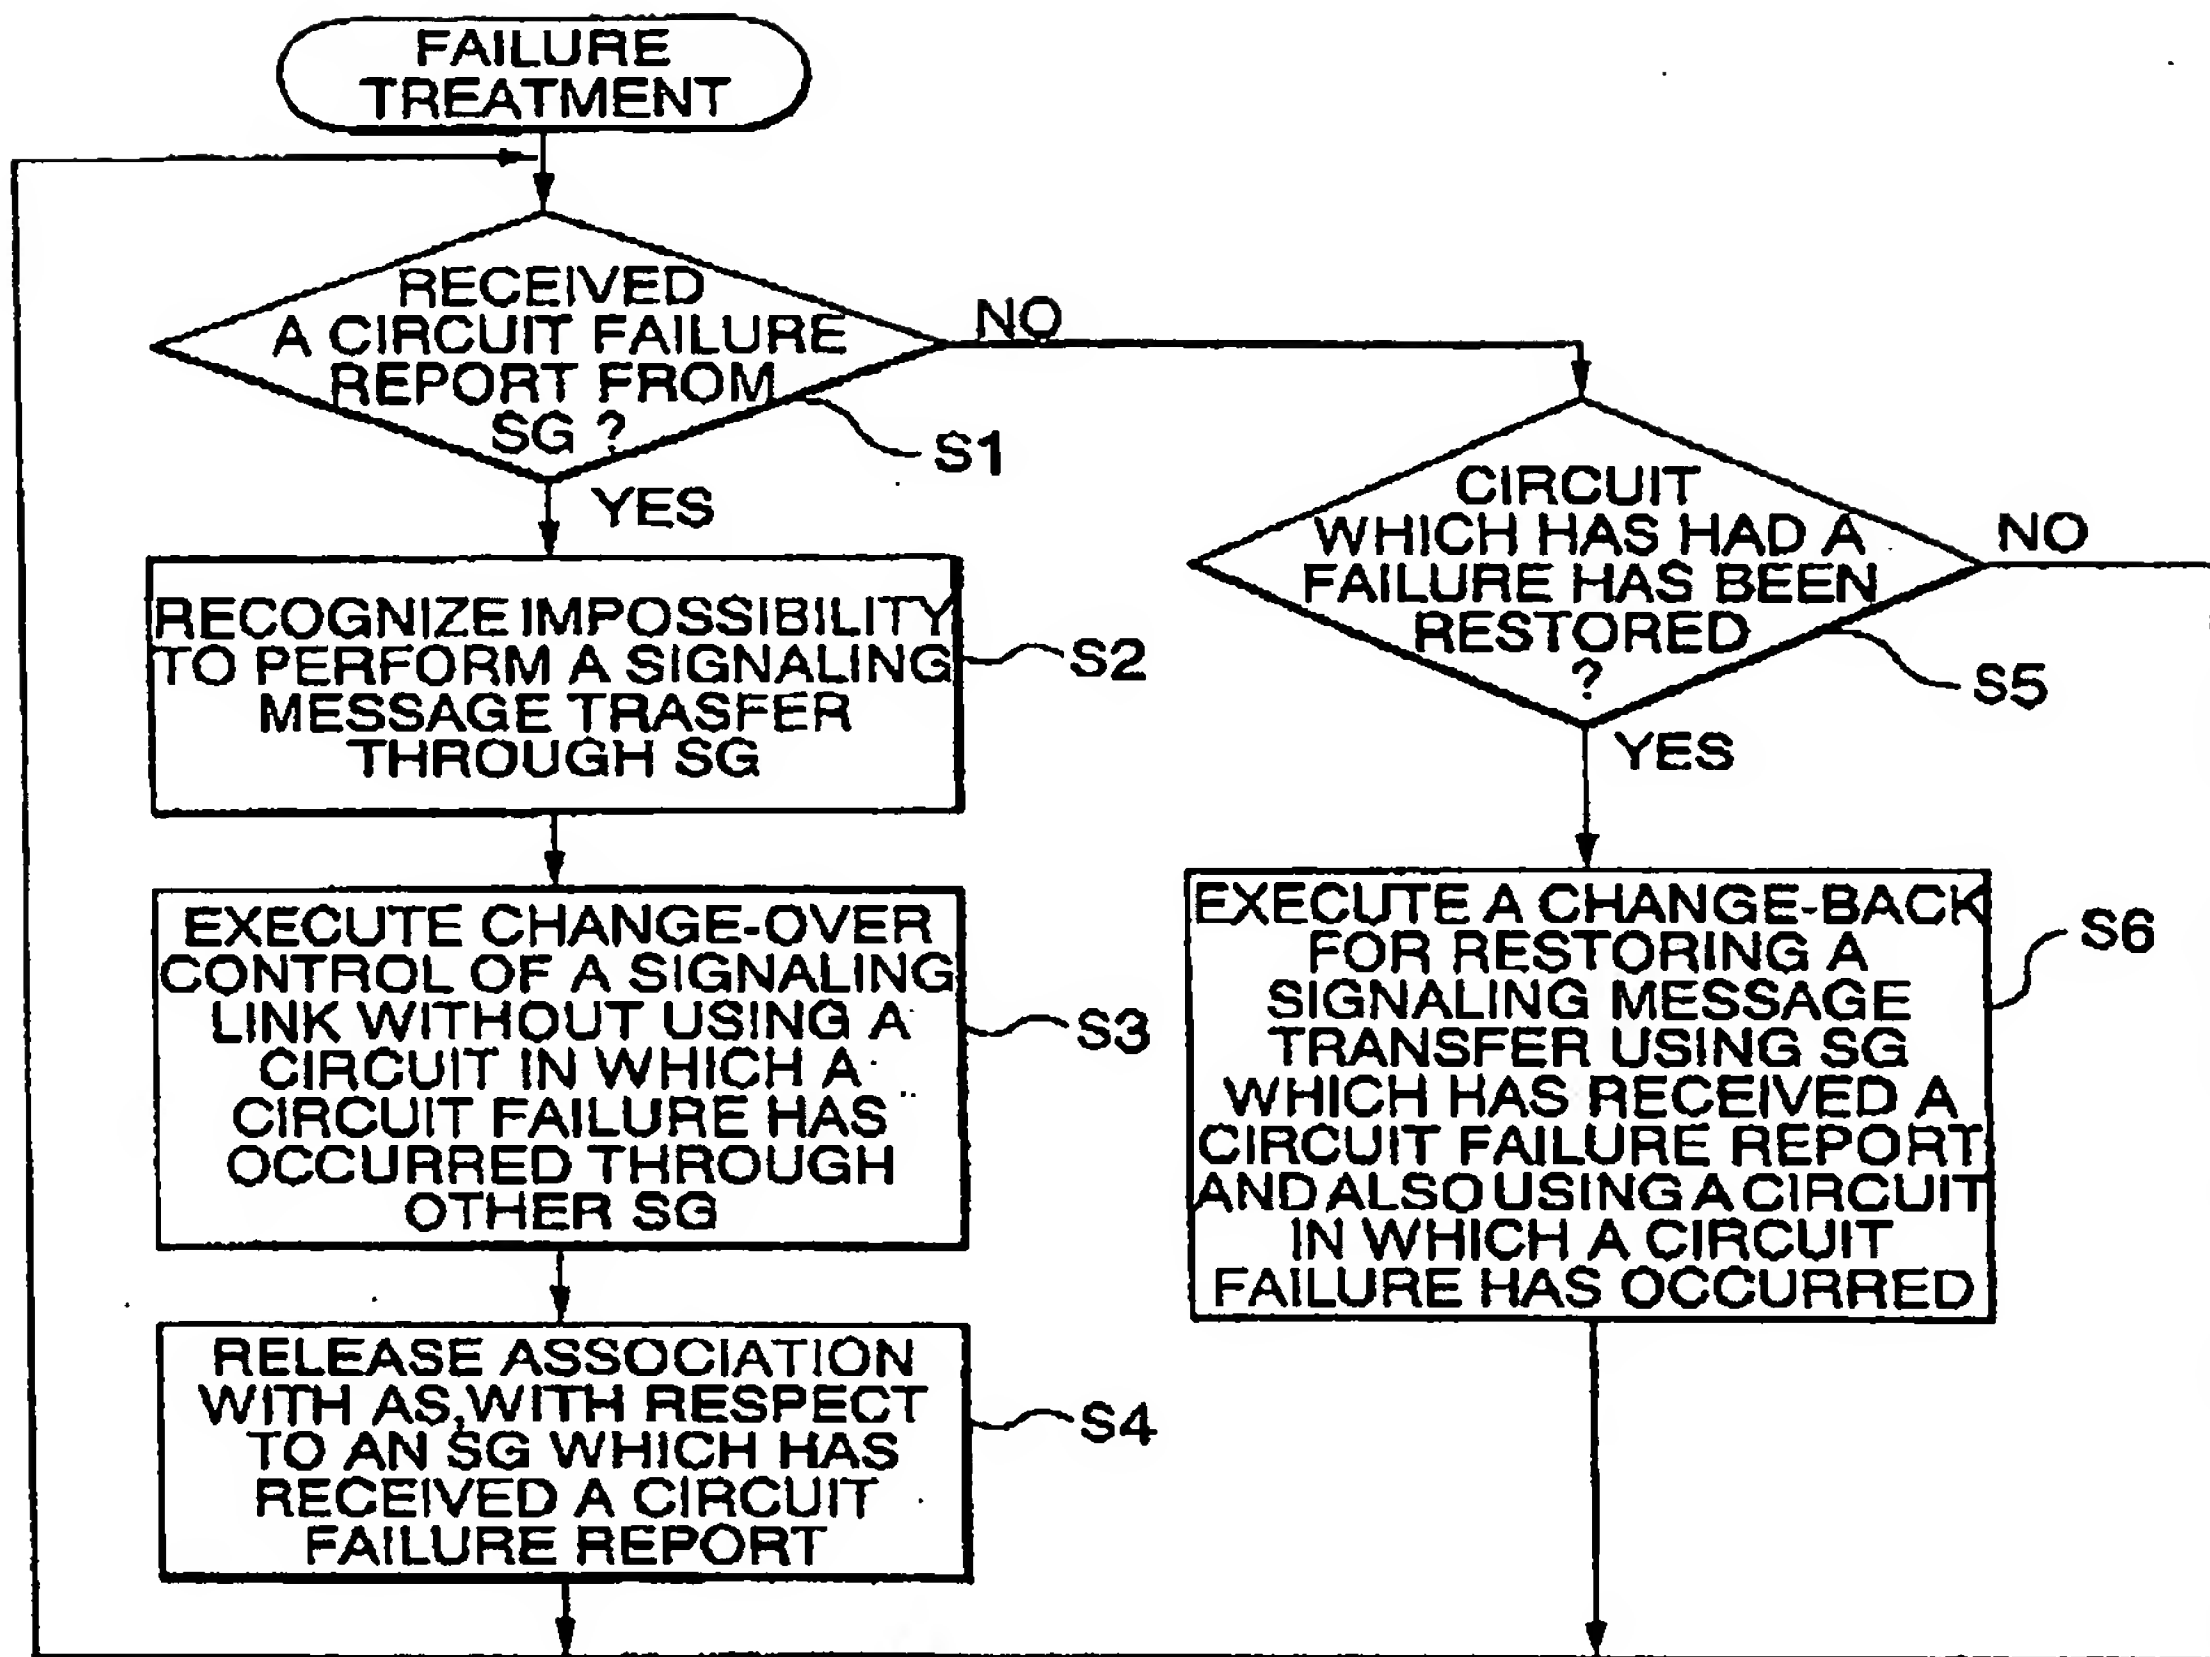 FAILURE
TREATMENT
RECEIVED
A CIRCUIT FAILURE
REPORT FROM
SG ?
NO
S1
YES
RECOGNIZE IMPOSSIBILITY
TO PERFORM A SIGNALING
MESSAGE TRASFER
THROUGH SG
S2
EXECUTE CHANGE-OVER
CONTROL OF A SIGNALING
LINK WITHOUT USING A
CIRCUIT IN WHICH A
CIRCUIT FAILURE HAS
OCCURRED THROUGH
OTHER SG
S3
RELEASE ASSOCIATION
WITH AS,WITH RESPECT
TO AN SG WHICH HAS
RECEIVED A CIRCUIT
FAILURE REPORT
S4
CIRCUIT
WHICH HAS HAD A
FAILURE HAS BEEN
RESTORED
?
NO
S5
YES
EXECUTE A CHANGE-BACK
FOR RESTORING A
SIGNALING MESSAGE
TRANSFER USING SG
WHICH HAS RECEIVED A
CIRCUIT FAILURE REPORT
AND ALSO USING A CIRCUIT
IN WHICH A CIRCUIT
FAILURE HAS OCCURRED
S6